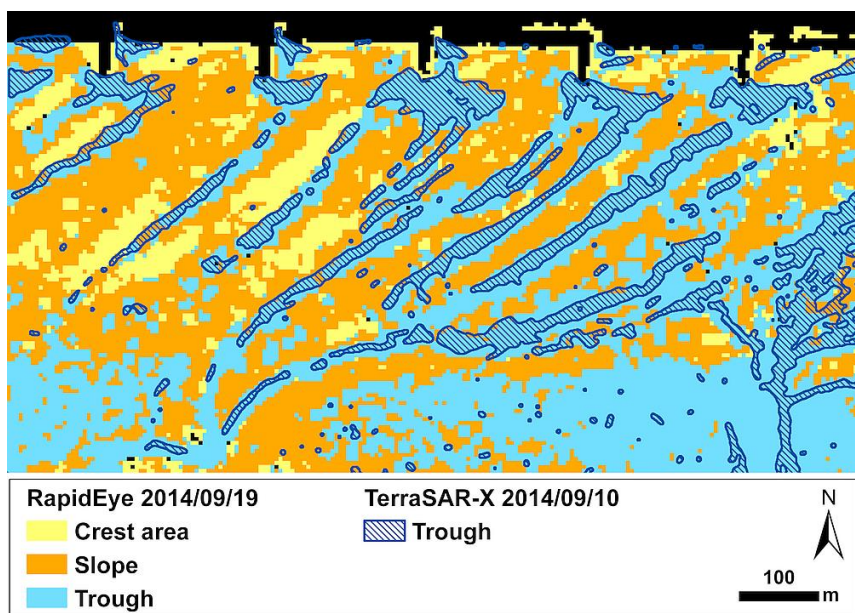 RapidEye 2014/09/19
Crest area
Slope
Trough
TerraSAR-X 2014/09/10
Trough
N
100
m